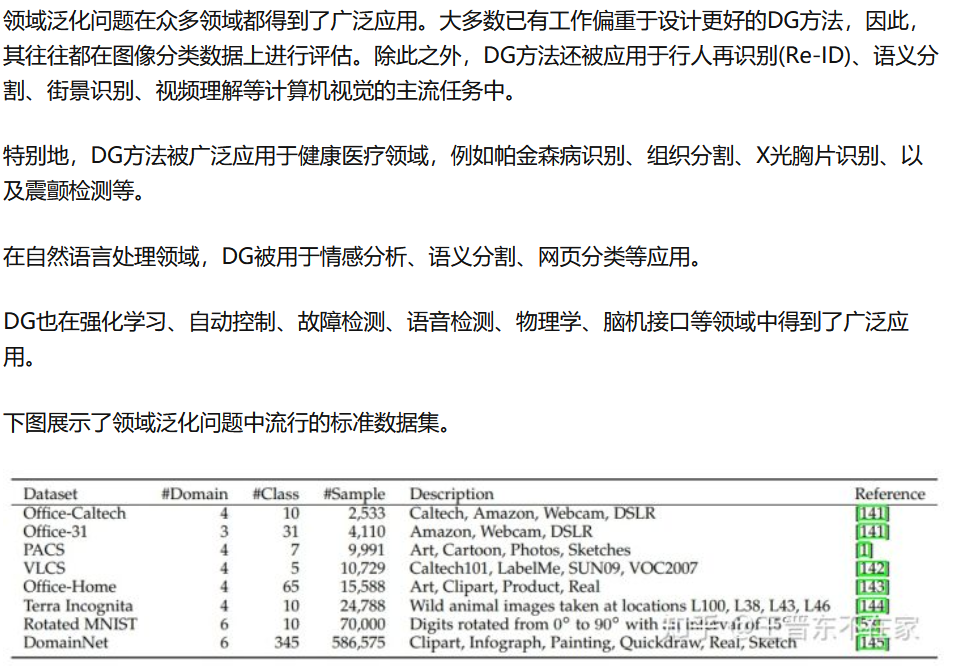 领域泛化问题在众多领域都得到了广泛应用。大多数已有工作偏重于设计更好的DG方法，因此，
其往往都在图像分类数据上进行评估。除此之外，DG方法还被应用于行人再识别(Re-ID)、语义分
割、街景识别、视频理解等计算机视觉的主流任务中。
特别地，DG方法被广泛应用于健康医疗领域，例如帕金森病识别、组织分割、X光胸片识别、以
及震颤检测等。
在自然语言处理领域，DG被用于情感分析、语义分割、网页分类等应用。
DG也在强化学习、自动控制、故障检测、语音检测、物理学、脑机接口等领域中得到了广泛应
用。
下图展示了领域泛化问题中流行的标准数据集。
Dataset #Domain #Class #Sample Description Reference
Office-Caltech 4 10 2,533 Caltech, Amazon, Webcam, DSLR [141]
Office-31 3 31 4,110 Amazon, Webcam, DSLR [141]
PACS 4 7 9,991 Art, Cartoon, Photos, Sketches [1]
VLCS 4 5 10,729 Caltech101, LabelMe, SUN09, VOC2007 [142]
Office-Home 4 65 15,588 Art, Clipart, Product, Real [143]
Terra Incognita 4 10 24,788 Wild animal images taken at locations L100, L38, L43, L46 [144]
Rotated MNIST 6 10 70,000 Digits rotated from 0° to 90° with an interval of 15°
DomainNet 6 345 586,575 Clipart, Infograph, Painting, Quickdraw, Real, Sketch [145]
知乎 @王晋东不在家